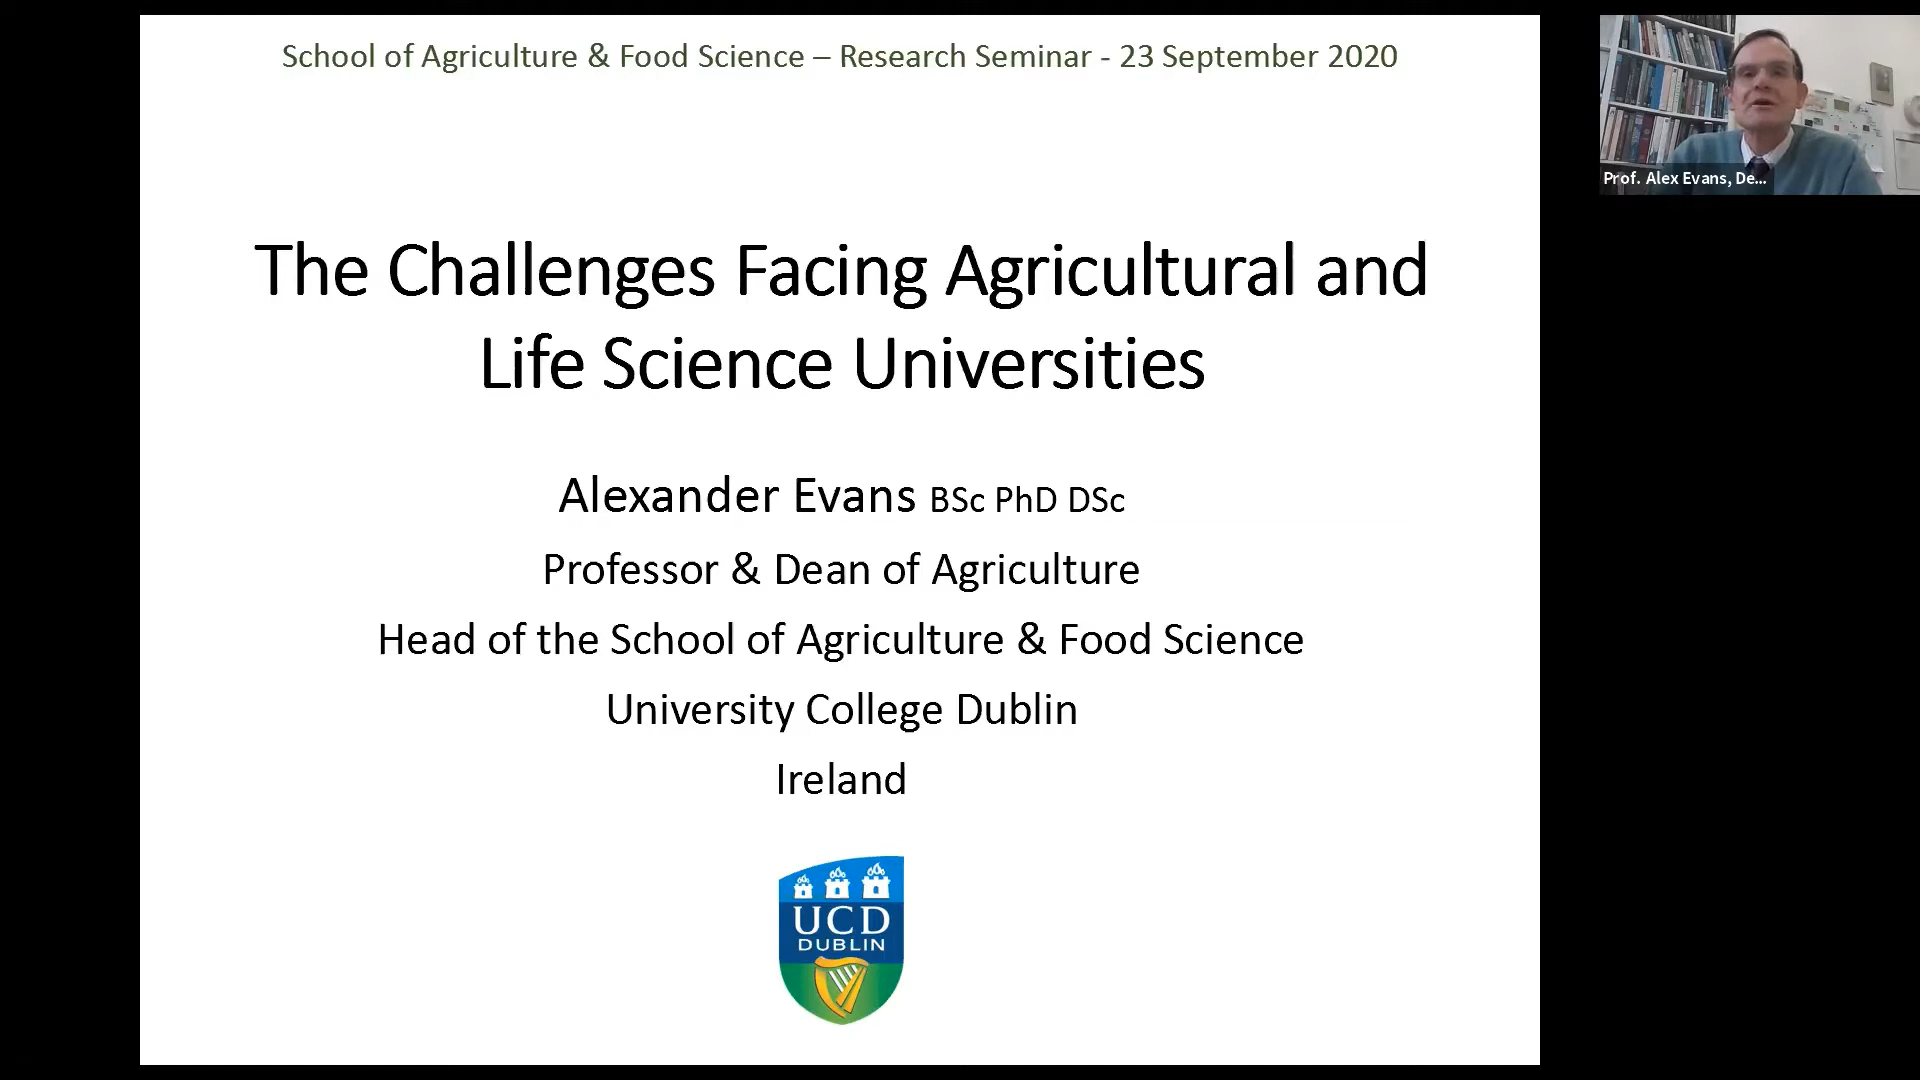 School of Agriculture & Food Science – Research Seminar - 23 September 2020
Prof. Alex Evans, De...
The Challenges Facing Agricultural and
Life Science Universities
Alexander Evans BSc PhD DSc
Professor & Dean of Agriculture
Head of the School of Agriculture & Food Science
University College Dublin
Ireland
UCD
DUBLIN